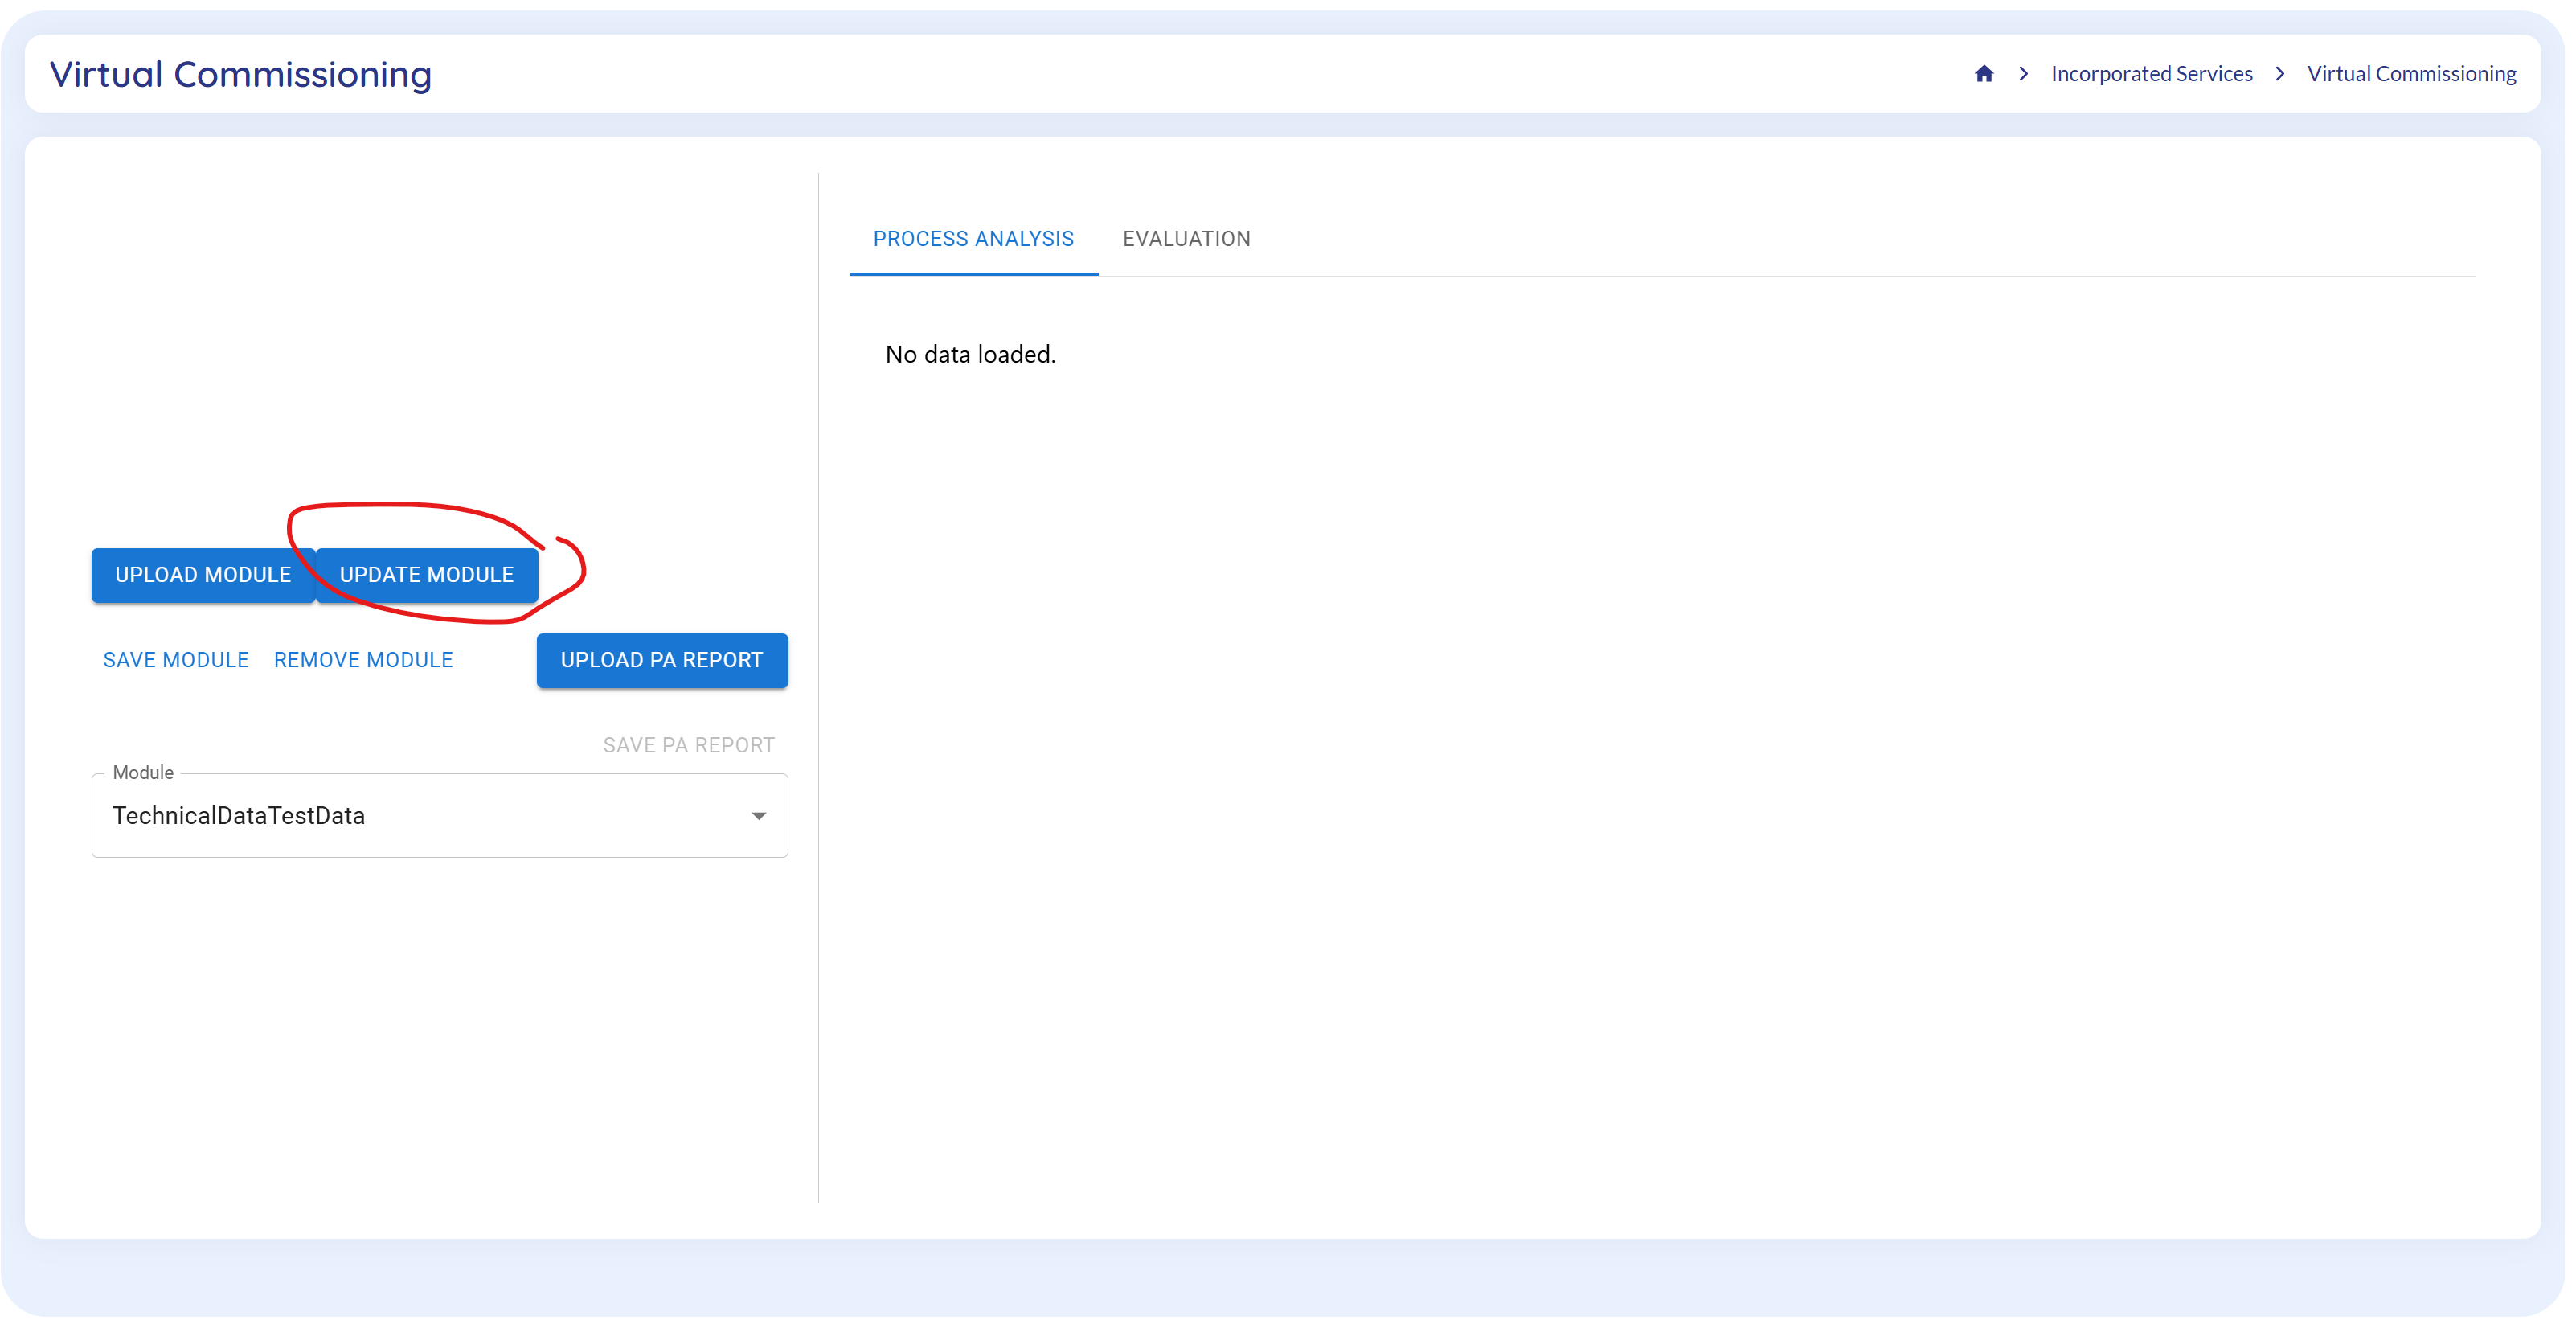 Virtual Commissioning
Incorporated Services
Virtual Commissioning
PROCESS ANALYSIS
EVALUATION
No data loaded.
UPLOAD MODULE
UPDATE MODULE
SAVE MODULE
REMOVE MODULE
UPLOAD PA REPORT
SAVE PA REPORT
Module
TechnicalDataTestData